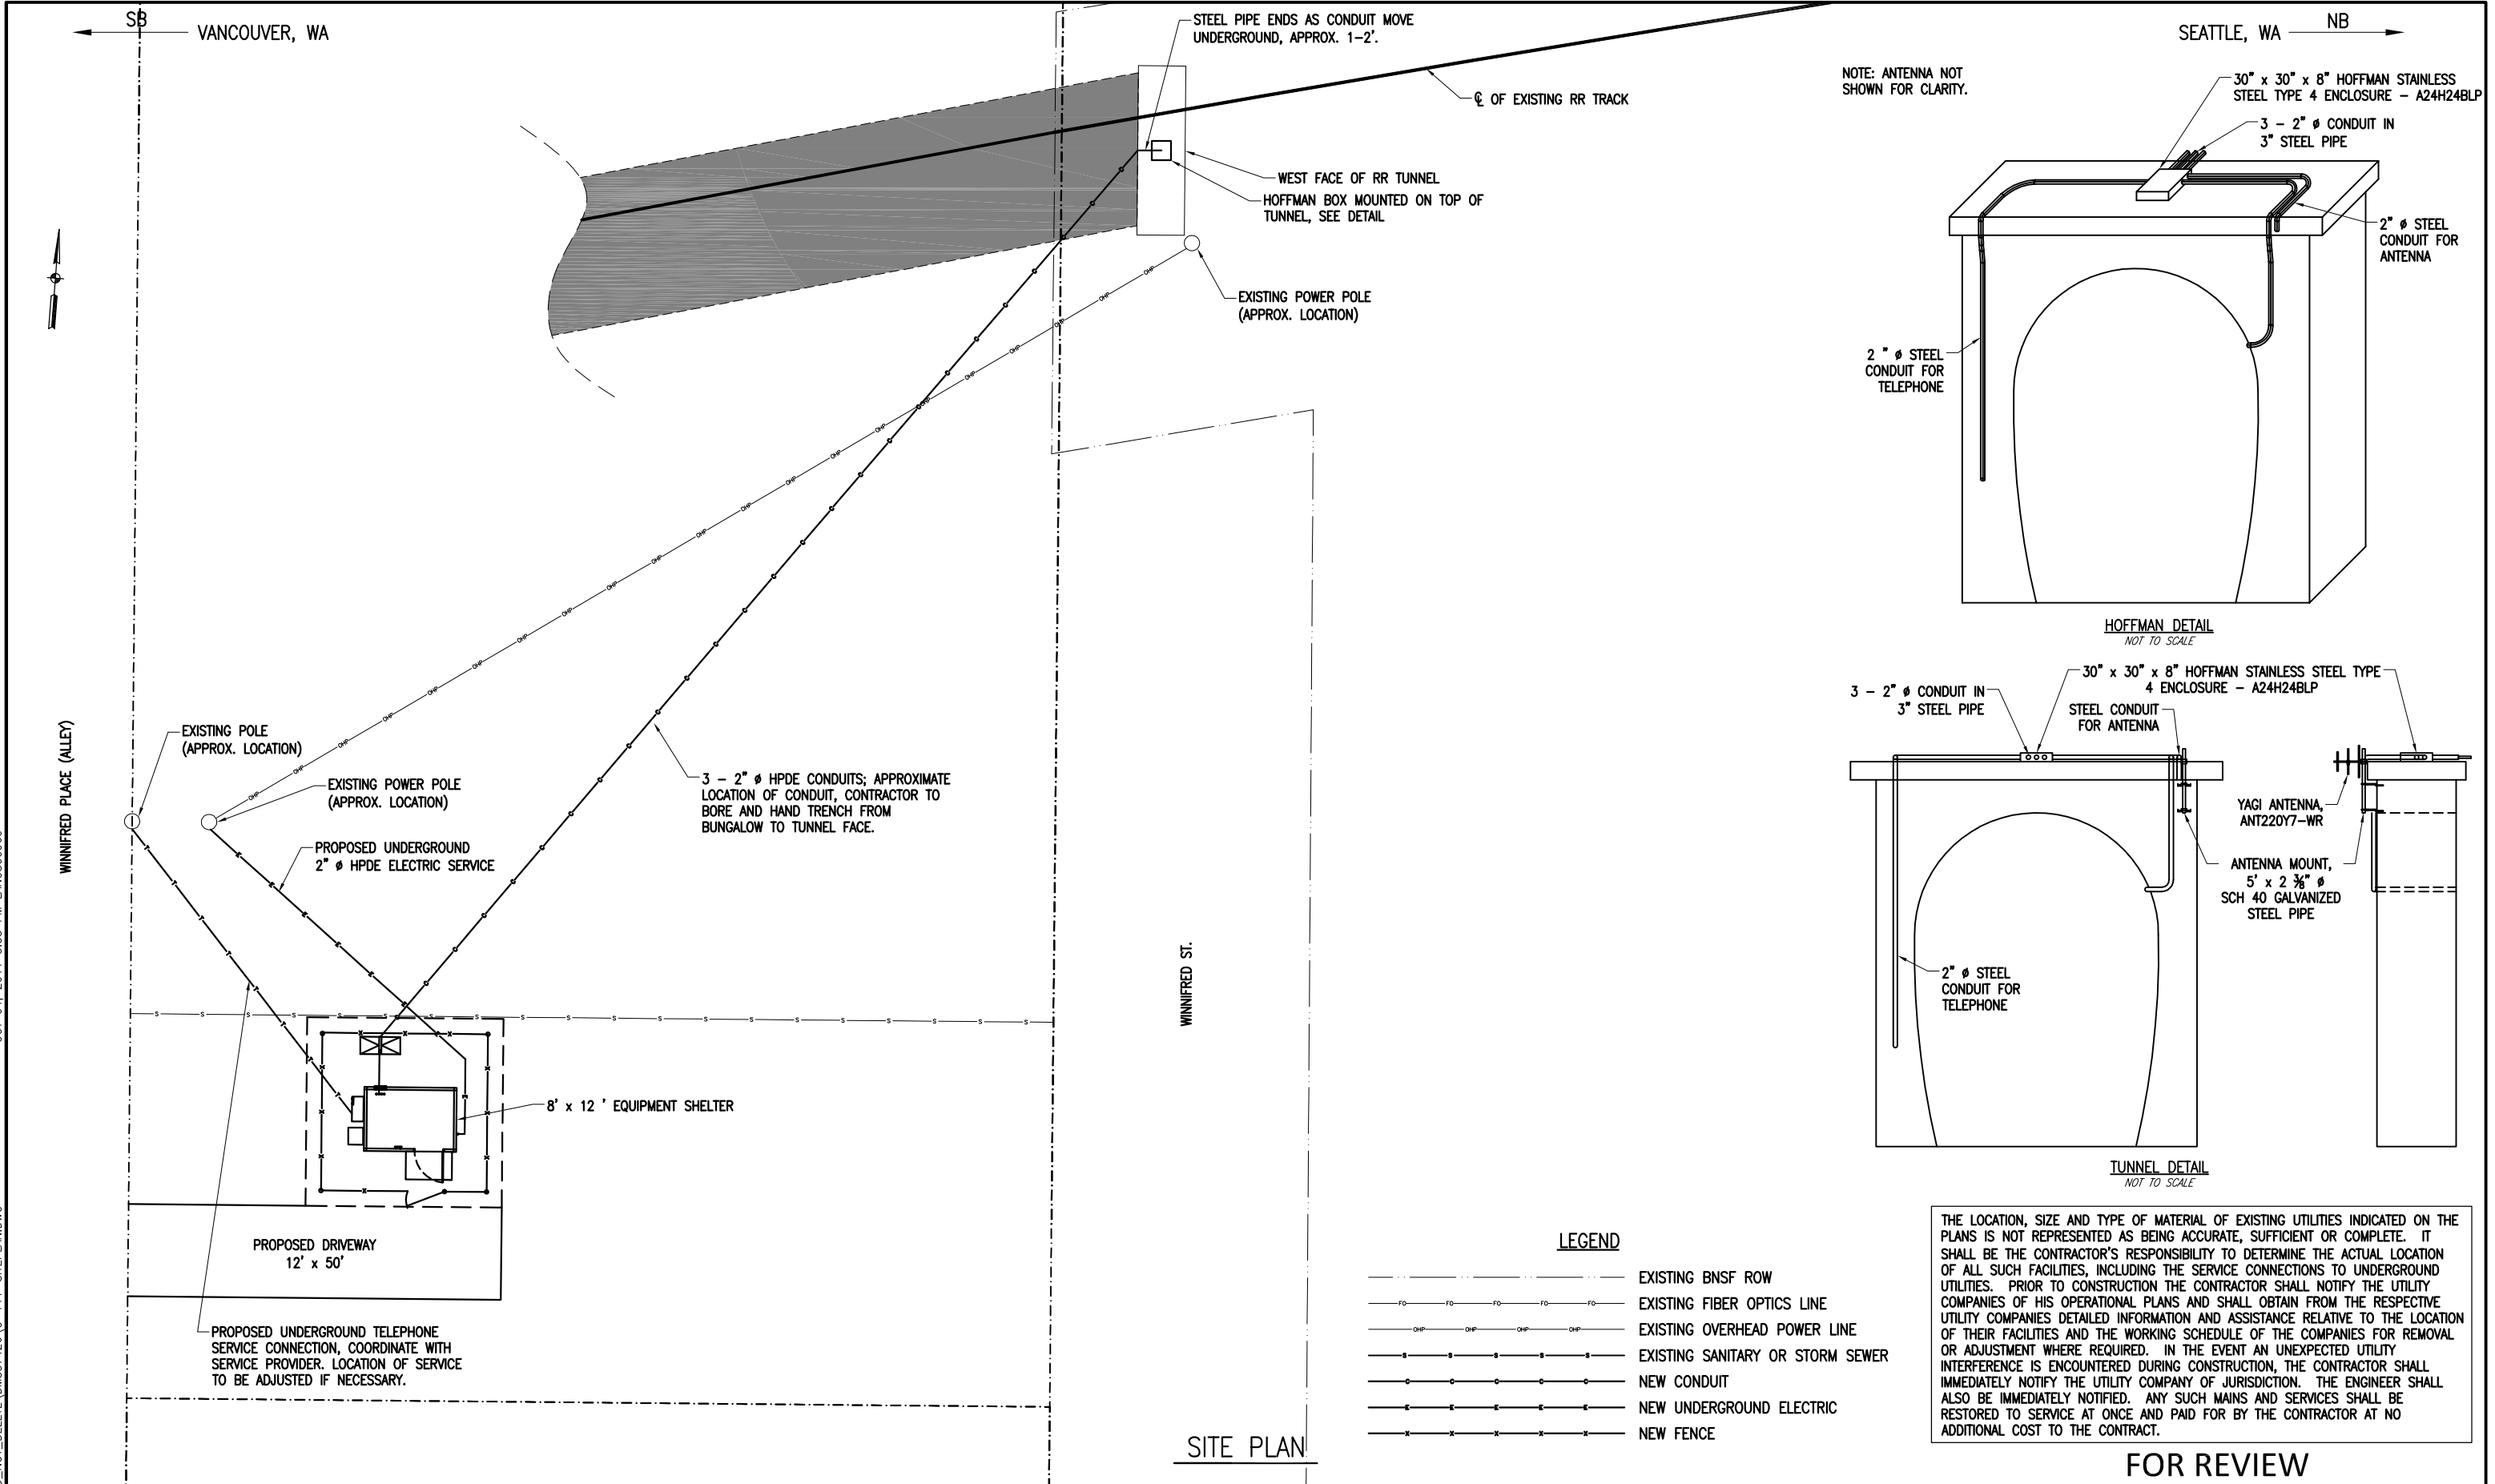 SB
VANCOUVER, WA
STEEL PIPE ENDS AS CONDUIT MOVE
UNDERGROUND, APPROX. 1-2'.
℄ OF EXISTING RR TRACK
SEATTLE, WA
NB
NOTE: ANTENNA NOT
SHOWN FOR CLARITY.
30" x 30" x 8" HOFFMAN STAINLESS
STEEL TYPE 4 ENCLOSURE - A24H24BLP
3 - 2" ø CONDUIT IN
3" STEEL PIPE
WEST FACE OF RR TUNNEL
HOFFMAN BOX MOUNTED ON TOP OF
TUNNEL, SEE DETAIL
EXISTING POWER POLE
(APPROX. LOCATION)
2" ø STEEL
CONDUIT FOR
ANTENNA
2 " ø STEEL
CONDUIT FOR
TELEPHONE
HOFFMAN DETAIL
NOT TO SCALE
3 - 2" ø CONDUIT IN
3" STEEL PIPE
30" x 30" x 8" HOFFMAN STAINLESS STEEL TYPE
4 ENCLOSURE - A24H24BLP
STEEL CONDUIT
FOR ANTENNA
YAGI ANTENNA,
ANT220Y7-WR
ANTENNA MOUNT,
5' x 2 ⅜" ø
SCH 40 GALVANIZED
STEEL PIPE
2" ø STEEL
CONDUIT FOR
TELEPHONE
TUNNEL DETAIL
NOT TO SCALE
WINNIFRED PLACE (ALLEY)
EXISTING POLE
(APPROX. LOCATION)
EXISTING POWER POLE
(APPROX. LOCATION)
PROPOSED UNDERGROUND
2" ø HPDE ELECTRIC SERVICE
3 - 2" ø HPDE CONDUITS; APPROXIMATE
LOCATION OF CONDUIT, CONTRACTOR TO
BORE AND HAND TRENCH FROM
BUNGALOW TO TUNNEL FACE.
WINNIFRED ST.
8' x 12 ' EQUIPMENT SHELTER
PROPOSED DRIVEWAY
12' x 50'
PROPOSED UNDERGROUND TELEPHONE
SERVICE CONNECTION, COORDINATE WITH
SERVICE PROVIDER. LOCATION OF SERVICE
TO BE ADJUSTED IF NECESSARY.
SITE PLAN
LEGEND
EXISTING BNSF ROW
FO FO FO FO FO EXISTING FIBER OPTICS LINE
OHP OHP OHP OHP EXISTING OVERHEAD POWER LINE
S S S S S EXISTING SANITARY OR STORM SEWER
C C C C C NEW CONDUIT
E E E E E NEW UNDERGROUND ELECTRIC
X X X X X NEW FENCE
THE LOCATION, SIZE AND TYPE OF MATERIAL OF EXISTING UTILITIES INDICATED ON THE
PLANS IS NOT REPRESENTED AS BEING ACCURATE, SUFFICIENT OR COMPLETE. IT
SHALL BE THE CONTRACTOR'S RESPONSIBILITY TO DETERMINE THE ACTUAL LOCATION
OF ALL SUCH FACILITIES, INCLUDING THE SERVICE CONNECTIONS TO UNDERGROUND
UTILITIES. PRIOR TO CONSTRUCTION THE CONTRACTOR SHALL NOTIFY THE UTILITY
COMPANIES OF HIS OPERATIONAL PLANS AND SHALL OBTAIN FROM THE RESPECTIVE
UTILITY COMPANIES DETAILED INFORMATION AND ASSISTANCE RELATIVE TO THE LOCATION
OF THEIR FACILITIES AND THE WORKING SCHEDULE OF THE COMPANIES FOR REMOVAL
OR ADJUSTMENT WHERE REQUIRED. IN THE EVENT AN UNEXPECTED UTILITY
INTERFERENCE IS ENCOUNTERED DURING CONSTRUCTION, THE CONTRACTOR SHALL
IMMEDIATELY NOTIFY THE UTILITY COMPANY OF JURISDICTION. THE ENGINEER SHALL
ALSO BE IMMEDIATELY NOTIFIED. ANY SUCH MAINS AND SERVICES SHALL BE
RESTORED TO SERVICE AT ONCE AND PAID FOR BY THE CONTRACTOR AT NO
ADDITIONAL COST TO THE CONTRACT.
FOR REVIEW